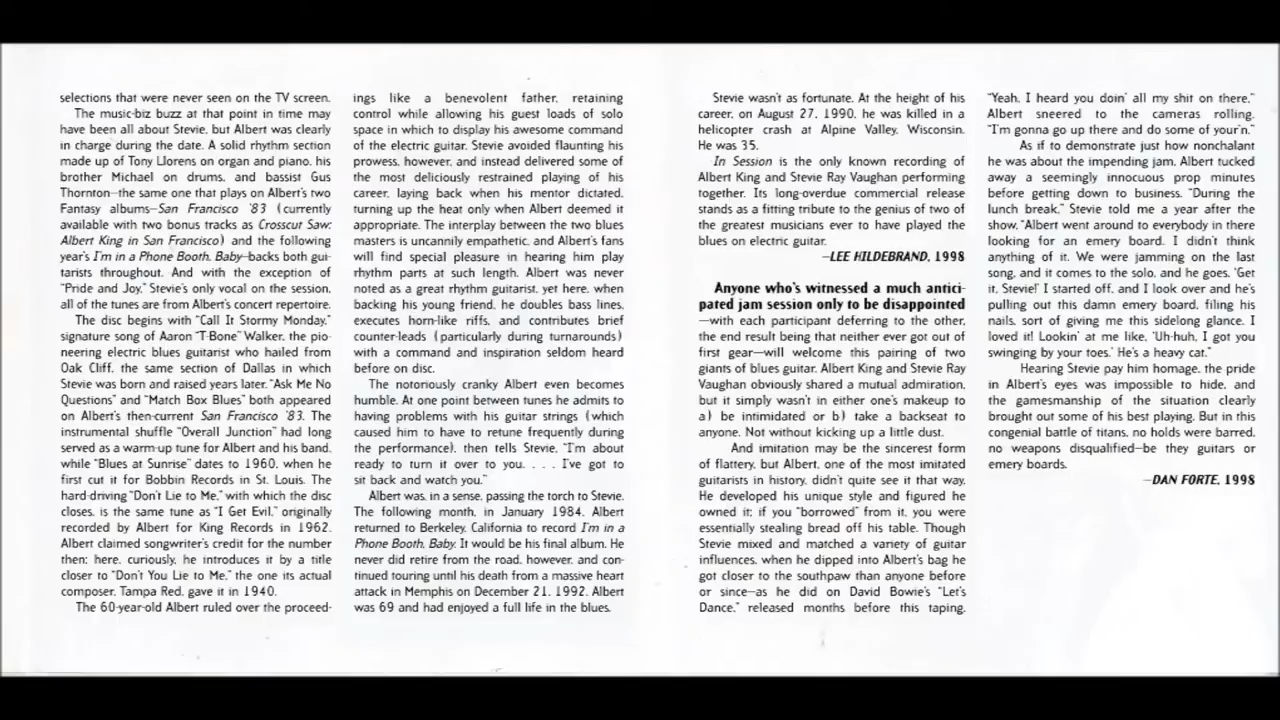 selections that were never seen on the TV screen.
The music-biz buzz at that point in time may
have been all about Stevie, but Albert was clearly
in charge during the date. A solid rhythm section
made up of Tony Llorens on organ and piano, his
brother Michael on drums, and bassist Gus
Thornton—the same one that plays on Albert's two
Fantasy albums—San Francisco '83 (currently
available with two bonus tracks as Crosscut Saw:
Albert King in San Francisco) and the following
year's I'm in a Phone Booth, Baby—backs both gui-
tarists throughout. And with the exception of
"Pride and Joy," Stevie's only vocal on the session,
all of the tunes are from Albert's concert repertoire.
The disc begins with "Call It Stormy Monday,"
signature song of Aaron "T-Bone" Walker, the pio-
neering electric blues guitarist who hailed from
Oak Cliff, the same section of Dallas in which
Stevie was born and raised years later. "Ask Me No
Questions" and "Match Box Blues" both appeared
on Albert's then-current San Francisco '83. The
instrumental shuffle "Overall Junction" had long
served as a warm-up tune for Albert and his band,
while "Blues at Sunrise" dates to 1960, when he
first cut it for Bobbin Records in St. Louis. The
hard-driving "Don't Lie to Me," with which the disc
closes, is the same tune as "I Get Evil," originally
recorded by Albert for King Records in 1962.
Albert claimed songwriter's credit for the number
then; here, curiously, he introduces it by a title
closer to "Don't You Lie to Me," the one its actual
composer, Tampa Red, gave it in 1940.
The 60-year-old Albert ruled over the proceed-
ings like a benevolent father, retaining
control while allowing his guest loads of solo
space in which to display his awesome command
of the electric guitar. Stevie avoided flaunting his
prowess, however, and instead delivered some of
the most deliciously restrained playing of his
career, laying back when his mentor dictated,
turning up the heat only when Albert deemed it
appropriate. The interplay between the two blues
masters is uncannily empathetic, and Albert's fans
will find special pleasure in hearing him play
rhythm parts at such length. Albert was never
noted as a great rhythm guitarist, yet here, when
backing his young friend, he doubles bass lines,
executes horn-like riffs, and contributes brief
counter-leads (particularly during turnarounds)
with a command and inspiration seldom heard
before on disc.
The notoriously cranky Albert even becomes
humble. At one point between tunes he admits to
having problems with his guitar strings (which
caused him to have to retune frequently during
the performance), then tells Stevie, "I'm about
ready to turn it over to you. . . . I've got to
sit back and watch you."
Albert was, in a sense, passing the torch to Stevie.
The following month, in January 1984, Albert
returned to Berkeley, California to record I'm in a
Phone Booth, Baby. It would be his final album. He
never did retire from the road, however, and con-
tinued touring until his death from a massive heart
attack in Memphis on December 21, 1992. Albert
was 69 and had enjoyed a full life in the blues.
Stevie wasn't as fortunate. At the height of his
career, on August 27, 1990, he was killed in a
helicopter crash at Alpine Valley, Wisconsin.
He was 35.
In Session is the only known recording of
Albert King and Stevie Ray Vaughan performing
together. Its long-overdue commercial release
stands as a fitting tribute to the genius of two of
the greatest musicians ever to have played the
blues on electric guitar.
—LEE HILDEBRAND, 1998
Anyone who's witnessed a much antici-
pated jam session only to be disappointed
—with each participant deferring to the other,
the end result being that neither ever got out of
first gear—will welcome this pairing of two
giants of blues guitar. Albert King and Stevie Ray
Vaughan obviously shared a mutual admiration,
but it simply wasn't in either one's makeup to
a) be intimidated or b) take a backseat to
anyone. Not without kicking up a little dust.
And imitation may be the sincerest form
of flattery, but Albert, one of the most imitated
guitarists in history, didn't quite see it that way.
He developed his unique style and figured he
owned it; if you "borrowed" from it, you were
essentially stealing bread off his table. Though
Stevie mixed and matched a variety of guitar
influences, when he dipped into Albert's bag he
got closer to the southpaw than anyone before
or since—as he did on David Bowie's "Let's
Dance," released months before this taping.
"Yeah, I heard you doin' all my shit on there,"
Albert sneered to the cameras rolling.
"I'm gonna go up there and do some of your'n."
As if to demonstrate just how nonchalant
he was about the impending jam, Albert tucked
away a seemingly innocuous prop minutes
before getting down to business. "During the
lunch break," Stevie told me a year after the
show, "Albert went around to everybody in there
looking for an emery board. I didn't think
anything of it. We were jamming on the last
song, and it comes to the solo, and he goes, 'Get
it, Stevie!' I started off, and I look over and he's
pulling out this damn emery board, filing his
nails, sort of giving me this sidelong glance. I
loved it! Lookin' at me like, 'Uh-huh, I got you
swinging by your toes.' He's a heavy cat."
Hearing Stevie pay him homage, the pride
in Albert's eyes was impossible to hide, and
the gamesmanship of the situation clearly
brought out some of his best playing. But in this
congenial battle of titans, no holds were barred,
no weapons disqualified—be they guitars or
emery boards.
—DAN FORTE, 1998